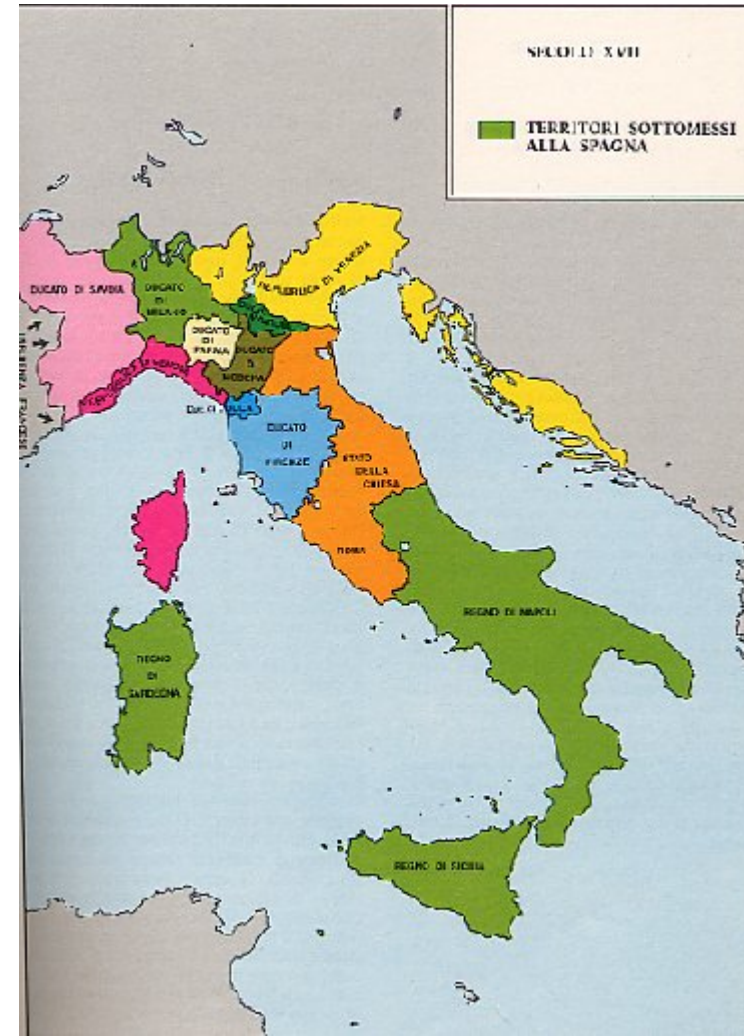 SECOLO XVII
TERRITORI SOTTOMESSI
ALLA SPAGNA
DUCATO DI SAVOIA
DUCATO
DI
MILANO
REPUBBLICA DI VENEZIA
DUCATO
DI
PARMA
DUCATO
DI
MODENA
DUCATO
DI
FIRENZE
STATO
DELLA
CHIESA
ROMA
REGNO DI NAPOLI
REGNO
DI
SARDEGNA
REGNO DI SICILIA